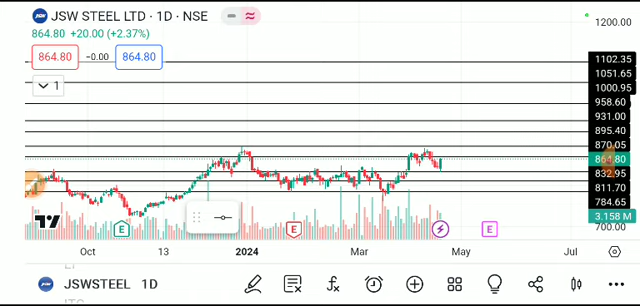 JSW STEEL LTD · 1D · NSE
864.80 +20.00 (+2.37%)
864.80 −0.00 864.80
1
1200.00
1102.35
1051.65
1000.95
958.60
931.00
895.40
870.05
864.80
832.95
811.70
784.65
3.158 M
700.00
E E E
Oct 13 2024 Mar May Jul
JSWSTEEL 1D